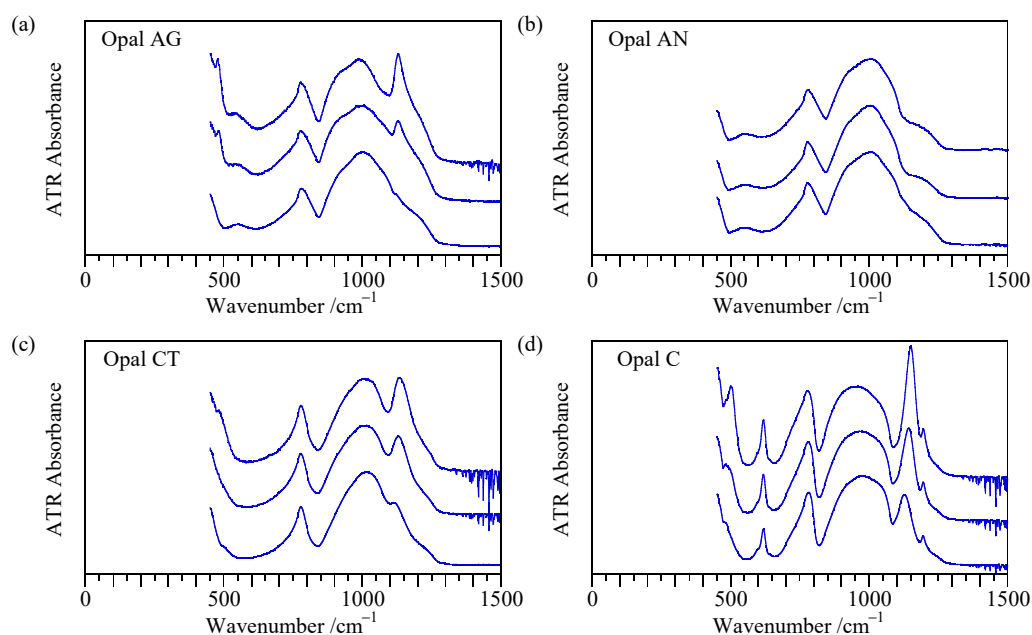 (a)
Opal AG
ATR Absorbance
0 500 1000 1500
Wavenumber /cm⁻¹
(b)
Opal AN
ATR Absorbance
0 500 1000 1500
Wavenumber /cm⁻¹
(c)
Opal CT
ATR Absorbance
0 500 1000 1500
Wavenumber /cm⁻¹
(d)
Opal C
ATR Absorbance
0 500 1000 1500
Wavenumber /cm⁻¹